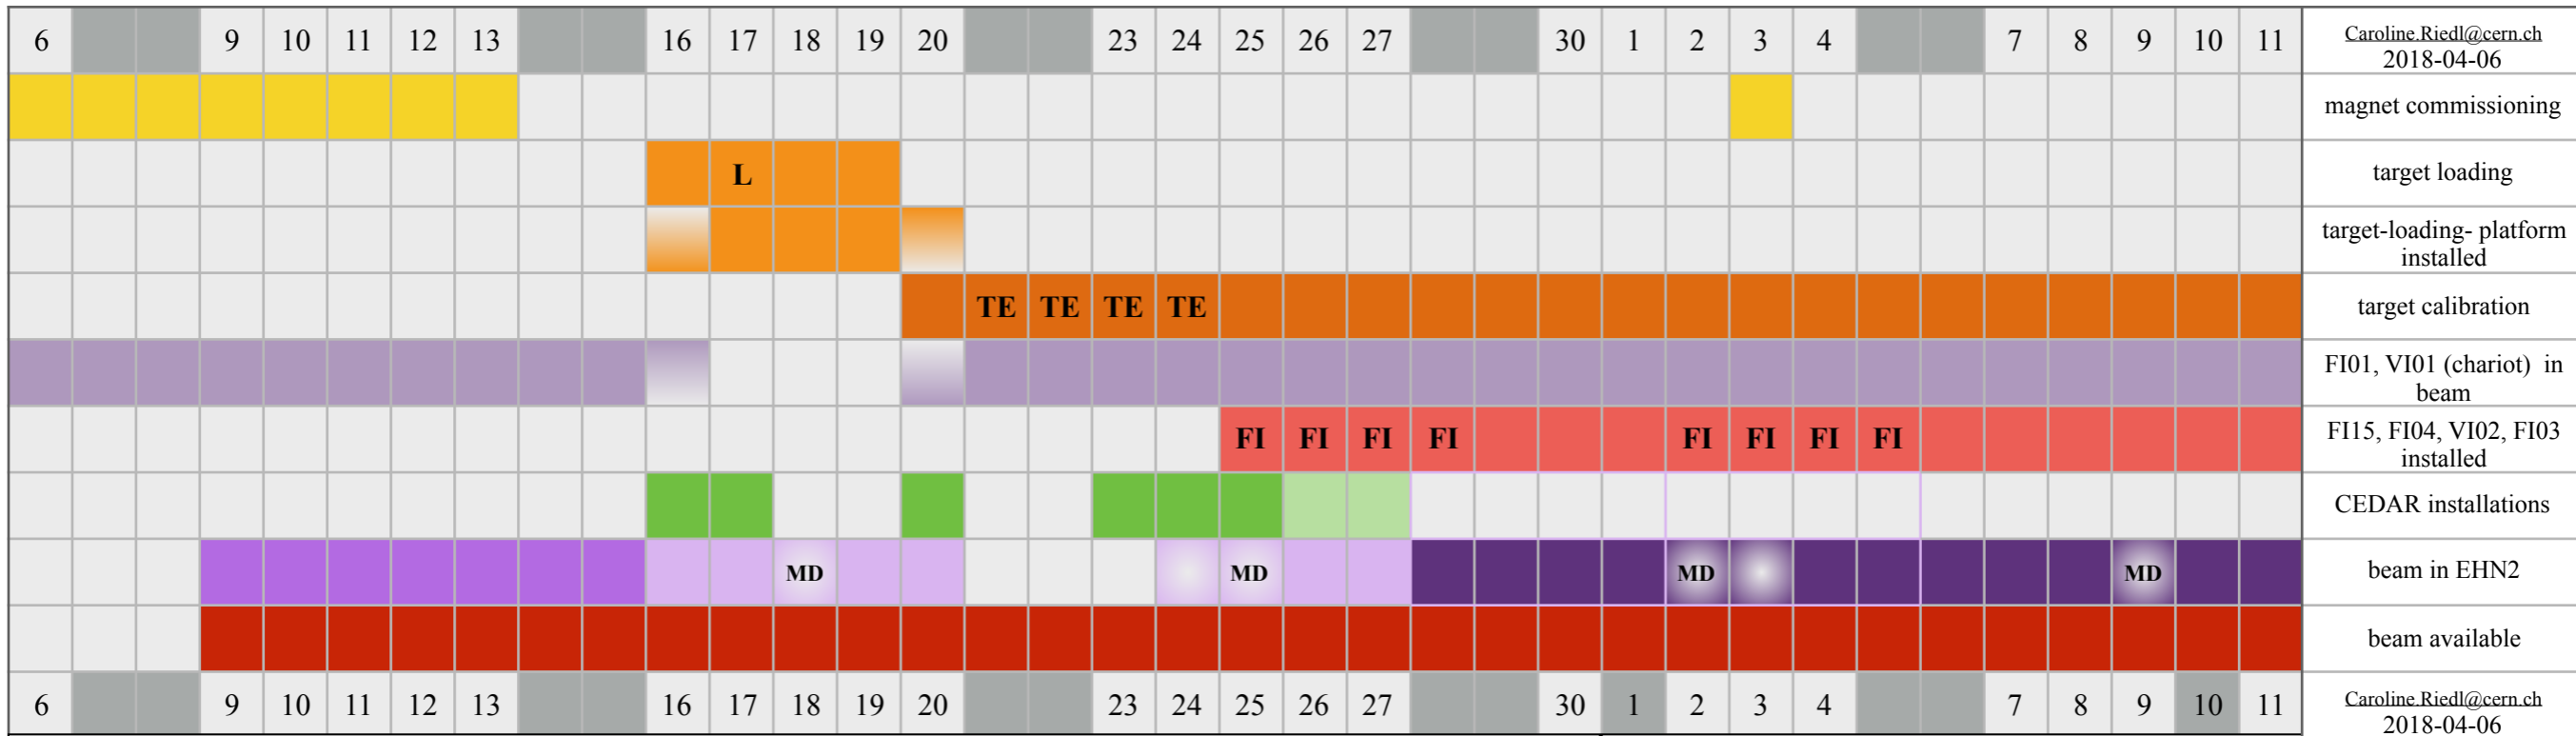 6 9 10 11 12 13 16 17 18 19 20 23 24 25 26 27 30 1 2 3 4 7 8 9 10 11 Caroline.Riedl@cern.ch
2018-04-06
magnet commissioning
L target loading
target-loading- platform
installed
TE TE TE TE target calibration
FI01, VI01 (chariot) in
beam
FI FI FI FI FI FI FI FI FI15, FI04, VI02, FI03
installed
CEDAR installations
MD MD MD MD beam in EHN2
beam available
6 9 10 11 12 13 16 17 18 19 20 23 24 25 26 27 30 1 2 3 4 7 8 9 10 11 Caroline.Riedl@cern.ch
2018-04-06